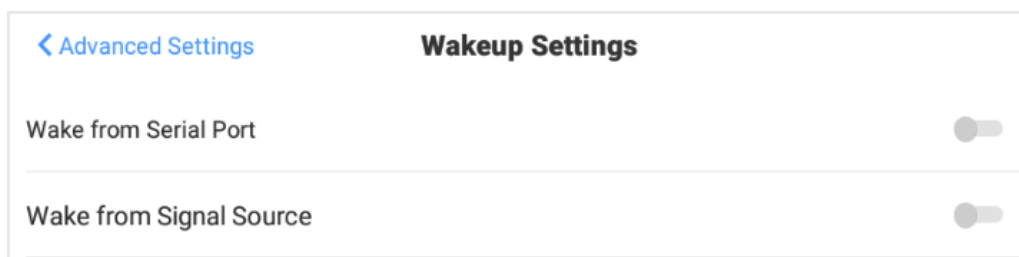 Advanced Settings
Wakeup Settings
Wake from Serial Port
Wake from Signal Source